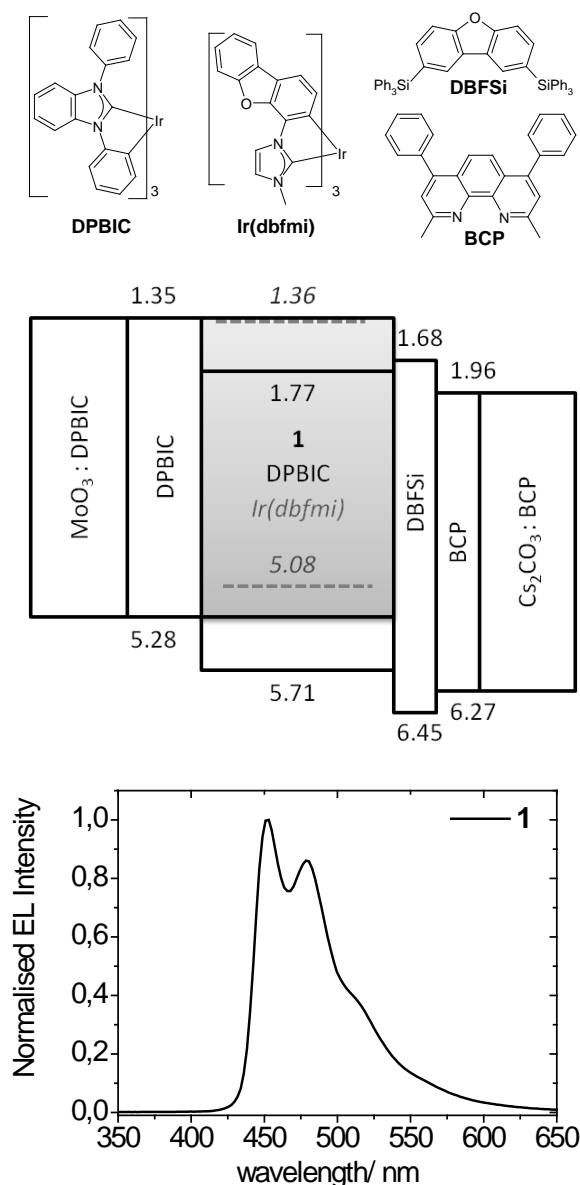 Ir
3
DPBIC
Ir
3
Ir(dbfmi)
O
Ph3Si
SiPh3
DBFSi
N
N
BCP
N
N
O
N
N
1.35
1.36
1.68
1.96
1.77
MoO3 : DPBIC
DPBIC
1
DPBIC
Ir(dbfmi)
5.08
DBFSi
BCP
Cs2CO3 : BCP
5.28
5.71
6.45
6.27
1,0
0,8
0,6
0,4
0,2
0,0
Normalised EL Intensity
1
350 400 450 500 550 600 650
wavelength/ nm